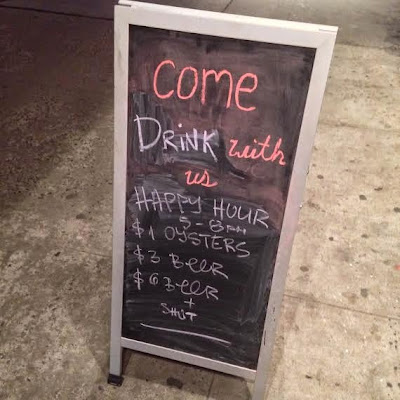 COME
DRINK with
us
HAPPY HOUR
5-8PM
$1 OYSTERS
$3 Beer
$6 Beer
+
SHOT